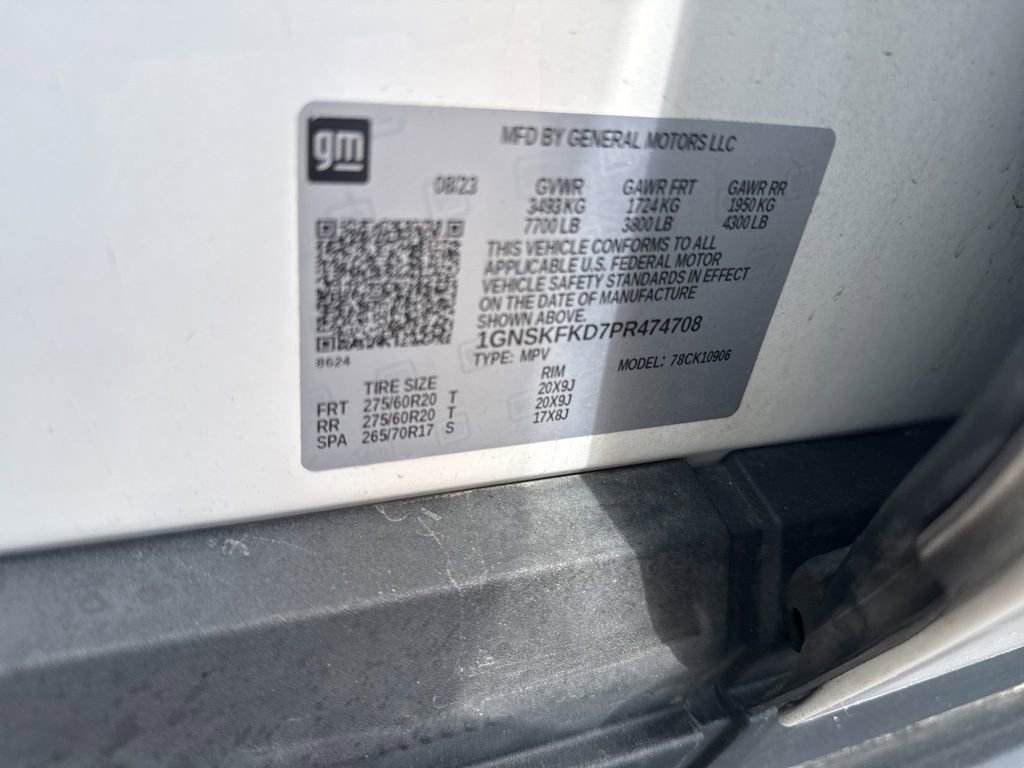 gm
MFD BY GENERAL MOTORS LLC
08/23 GVWR GAWR FRT GAWR RR
3493 KG 1724 KG 1950 KG
7700 LB 3800 LB 4300 LB
THIS VEHICLE CONFORMS TO ALL
APPLICABLE U.S. FEDERAL MOTOR
VEHICLE SAFETY STANDARDS IN EFFECT
ON THE DATE OF MANUFACTURE
SHOWN ABOVE.
1GNSKFKD7PR474708
TYPE: MPV MODEL: 78CK10906
8624
TIRE SIZE RIM
FRT 275/60R20 T 20X9J
RR 275/60R20 T 20X9J
SPA 265/70R17 S 17X8J